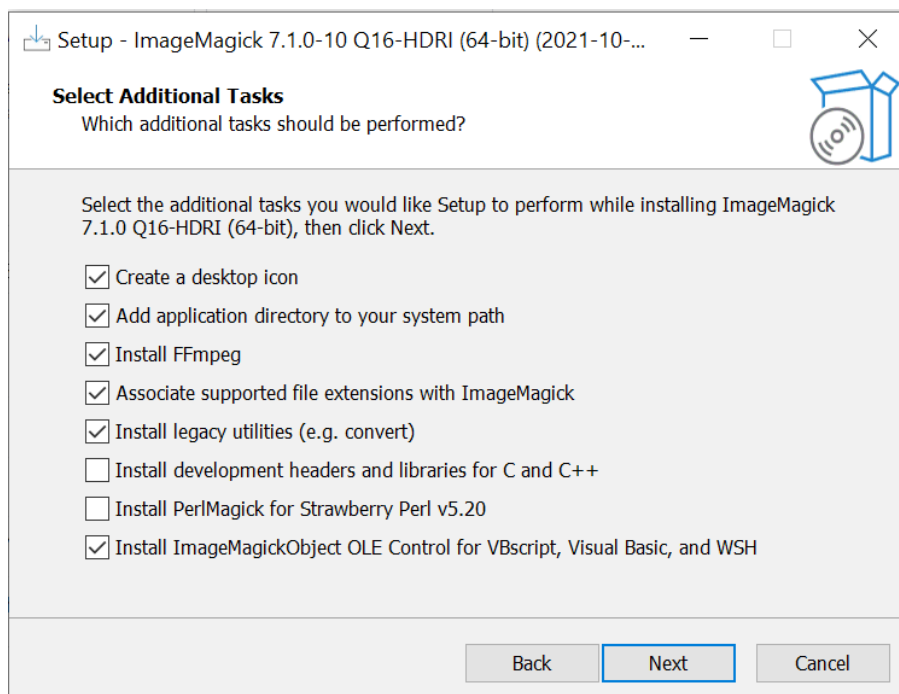 Setup - ImageMagick 7.1.0-10 Q16-HDRI (64-bit) (2021-10-...
Select Additional Tasks
Which additional tasks should be performed?
Select the additional tasks you would like Setup to perform while installing ImageMagick
7.1.0 Q16-HDRI (64-bit), then click Next.
Create a desktop icon
Add application directory to your system path
Install FFmpeg
Associate supported file extensions with ImageMagick
Install legacy utilities (e.g. convert)
Install development headers and libraries for C and C++
Install PerlMagick for Strawberry Perl v5.20
Install ImageMagickObject OLE Control for VBscript, Visual Basic, and WSH
Back Next Cancel